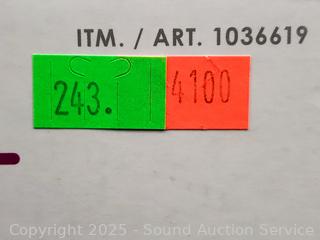 ITM. / ART. 1036619
243. 4100
Copyright © 2025 - Sound Auction Service